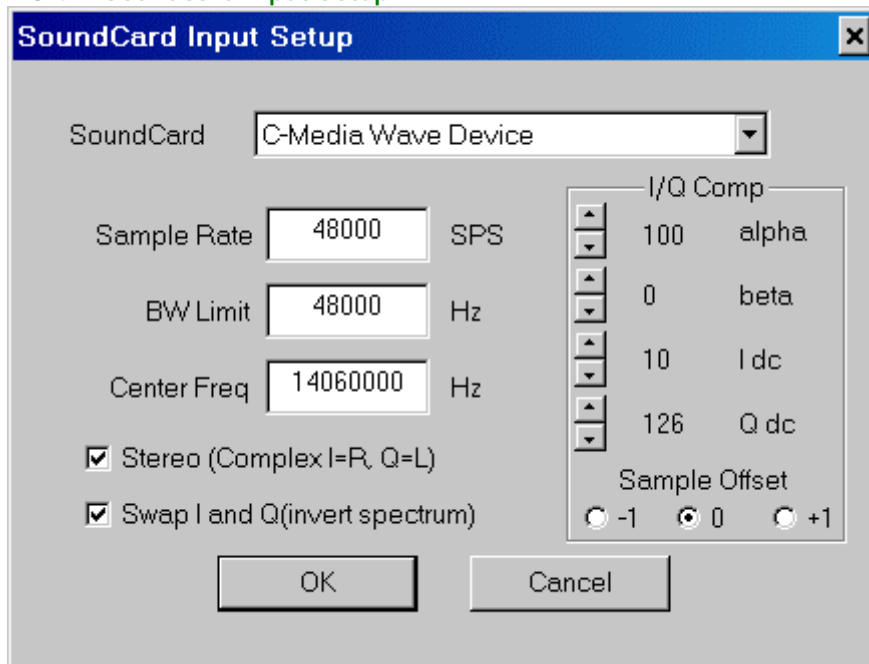 SoundCard Input Setup
SoundCard C-Media Wave Device
I/Q Comp
Sample Rate 48000 SPS
100 alpha
BW Limit 48000 Hz
0 beta
Center Freq 14060000 Hz
10 I dc
126 Q dc
Stereo (Complex I=R, Q=L)
Swap I and Q(invert spectrum)
Sample Offset
-1 0 +1
OK Cancel